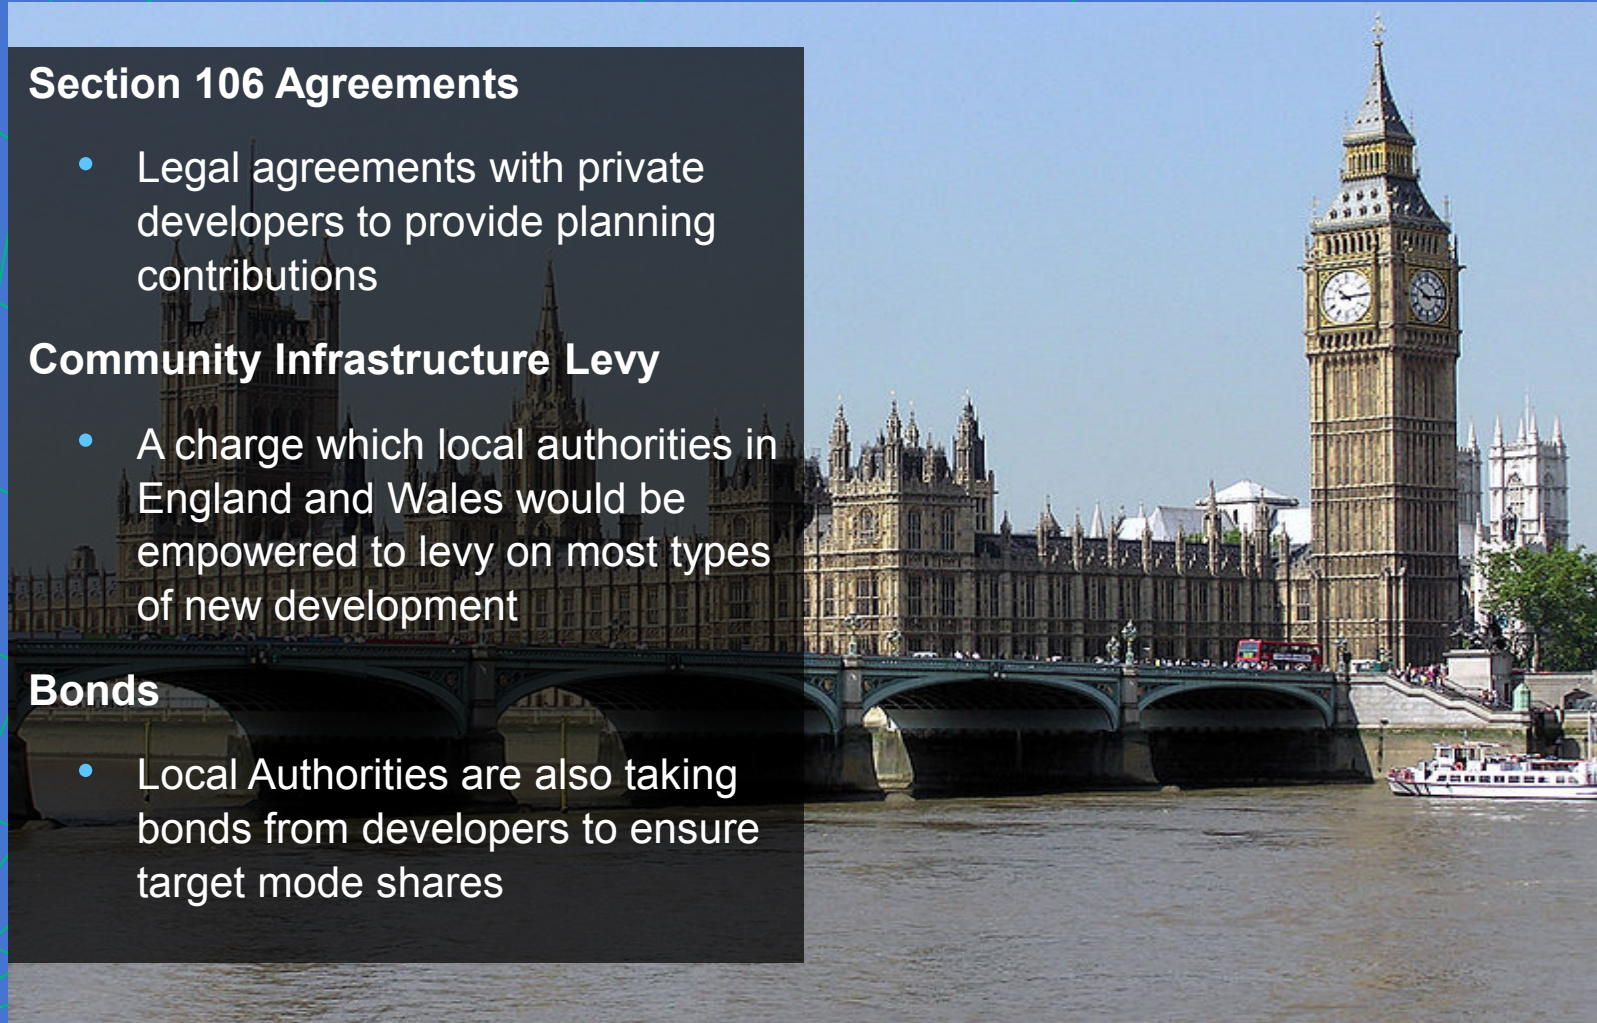 Section 106 Agreements
• Legal agreements with private
developers to provide planning
contributions
Community Infrastructure Levy
• A charge which local authorities in
England and Wales would be
empowered to levy on most types
of new development
Bonds
• Local Authorities are also taking
bonds from developers to ensure
target mode shares